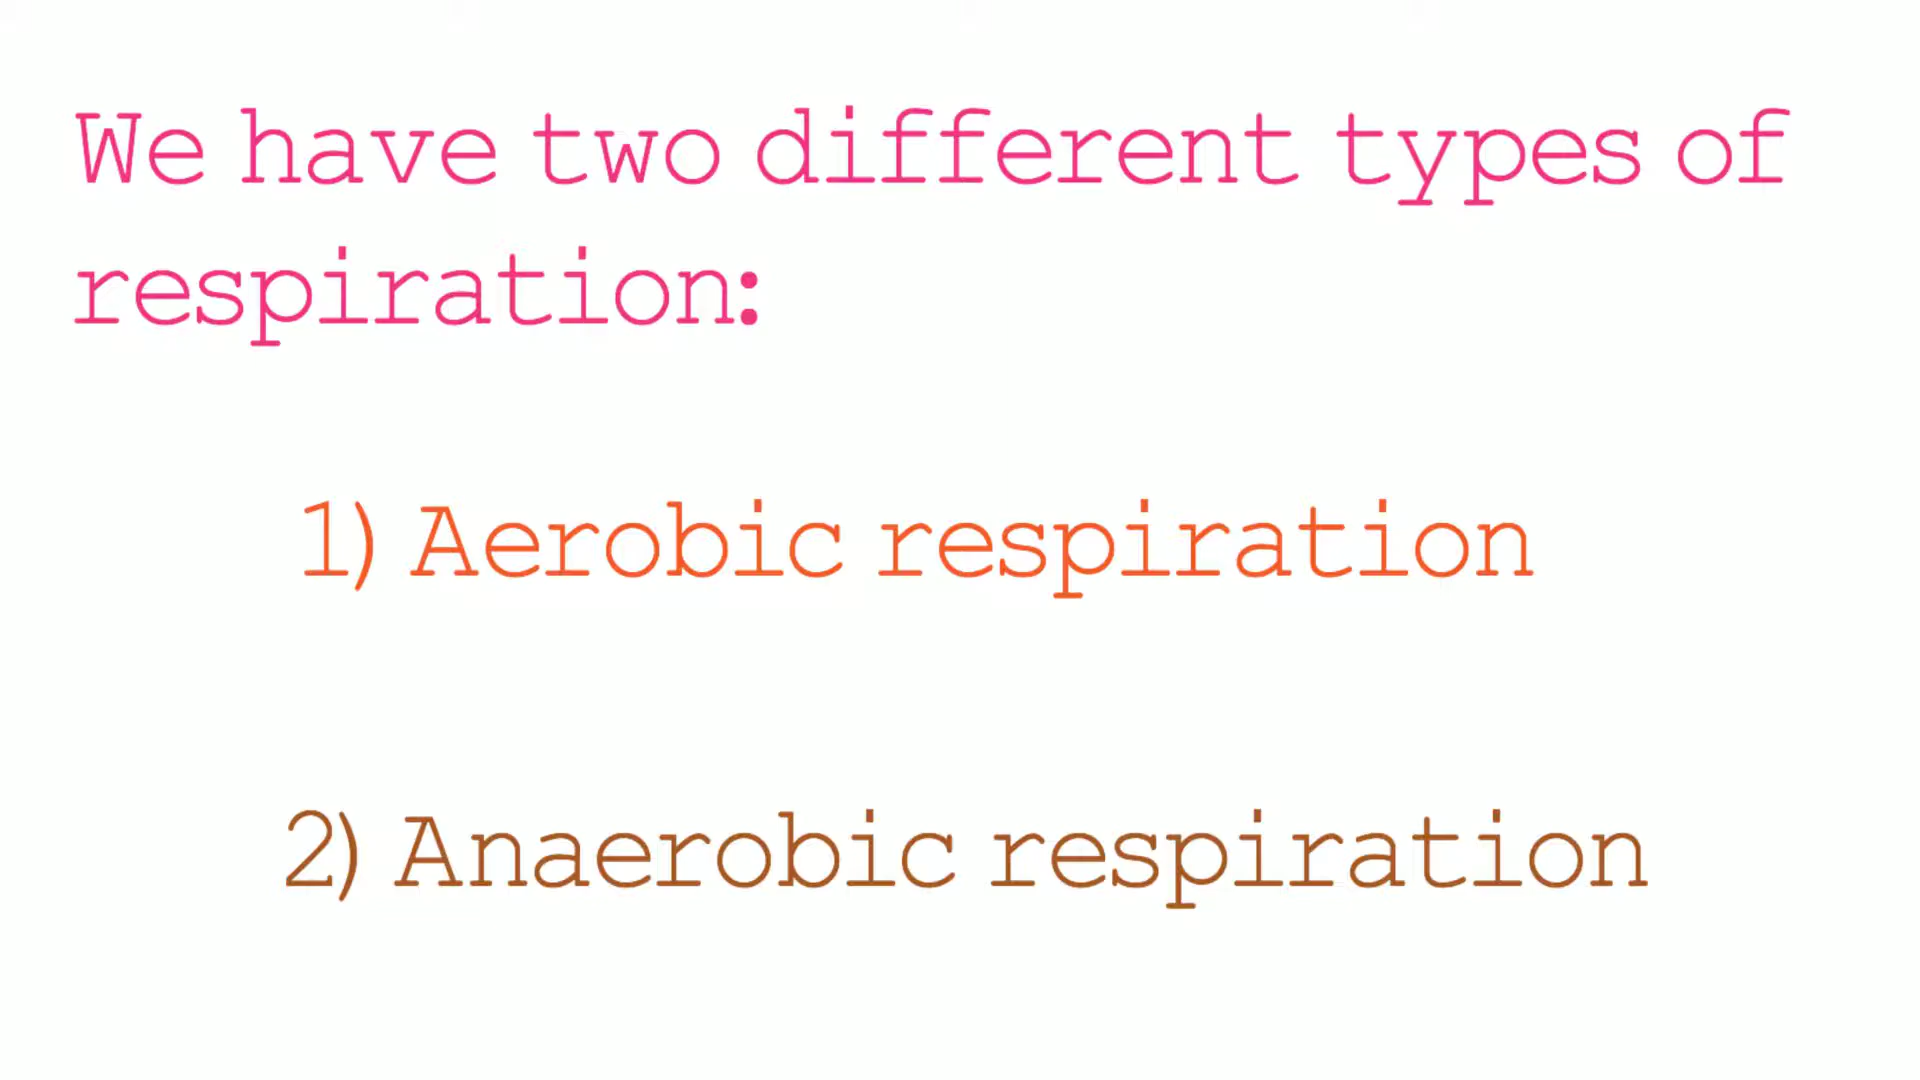 We have two different types of
respiration:
1) Aerobic respiration
2) Anaerobic respiration